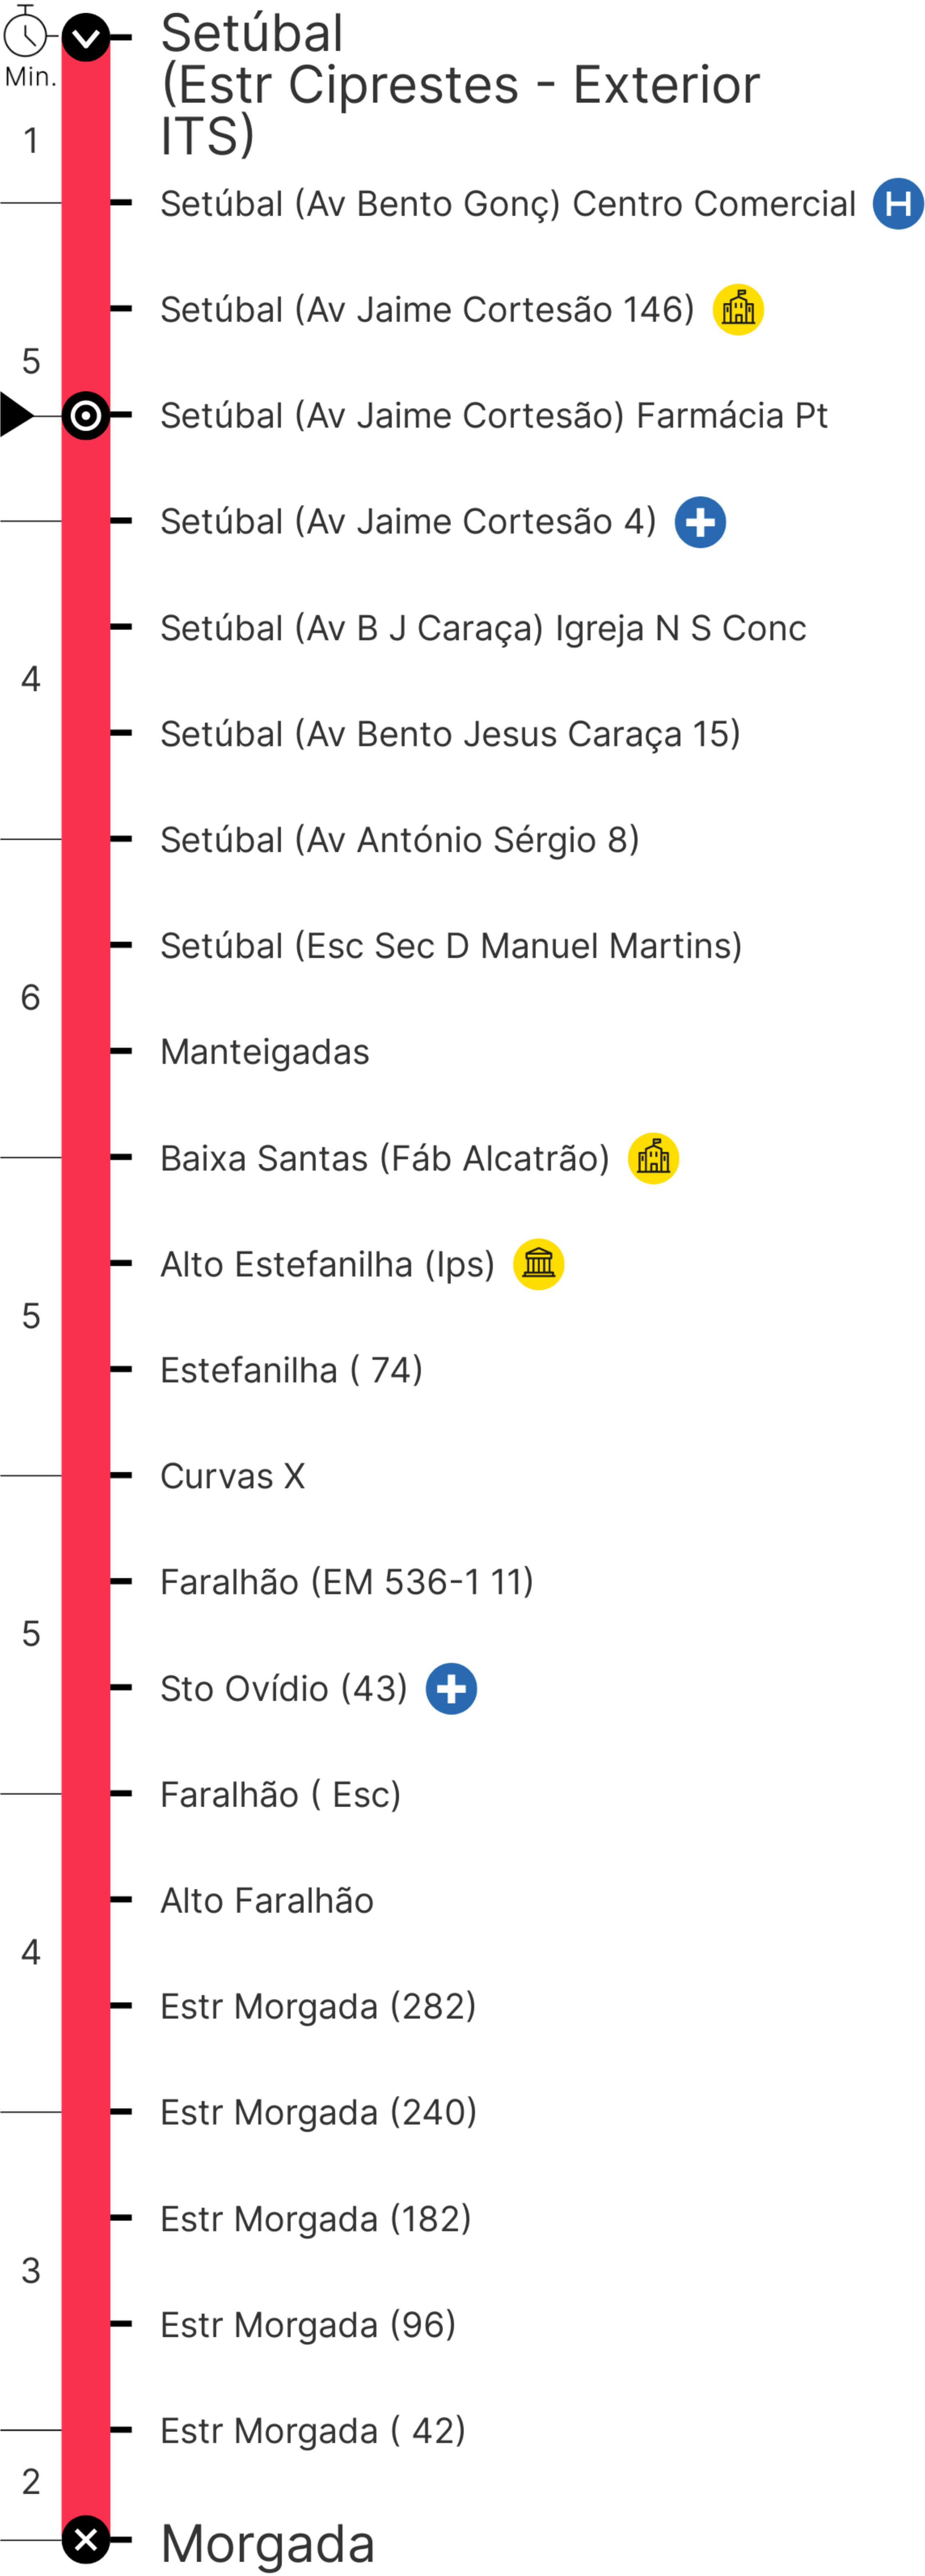 Setúbal
Min.
(Estr Ciprestes - Exterior
1
ITS)
Setúbal (Av Bento Gonç) Centro Comercial H
Setúbal (Av Jaime Cortesão 146)
5
Setúbal (Av Jaime Cortesão) Farmácia Pt
Setúbal (Av Jaime Cortesão 4)
Setúbal (Av B J Caraça) Igreja N S Conc
4
Setúbal (Av Bento Jesus Caraça 15)
Setúbal (Av António Sérgio 8)
Setúbal (Esc Sec D Manuel Martins)
6
Manteigadas
Baixa Santas (Fáb Alcatrão)
Alto Estefanilha (Ips)
5
Estefanilha ( 74)
Curvas X
Faralhão (EM 536-1 11)
5
Sto Ovídio (43)
Faralhão ( Esc)
Alto Faralhão
4
Estr Morgada (282)
Estr Morgada (240)
Estr Morgada (182)
3
Estr Morgada (96)
Estr Morgada ( 42)
2
Morgada